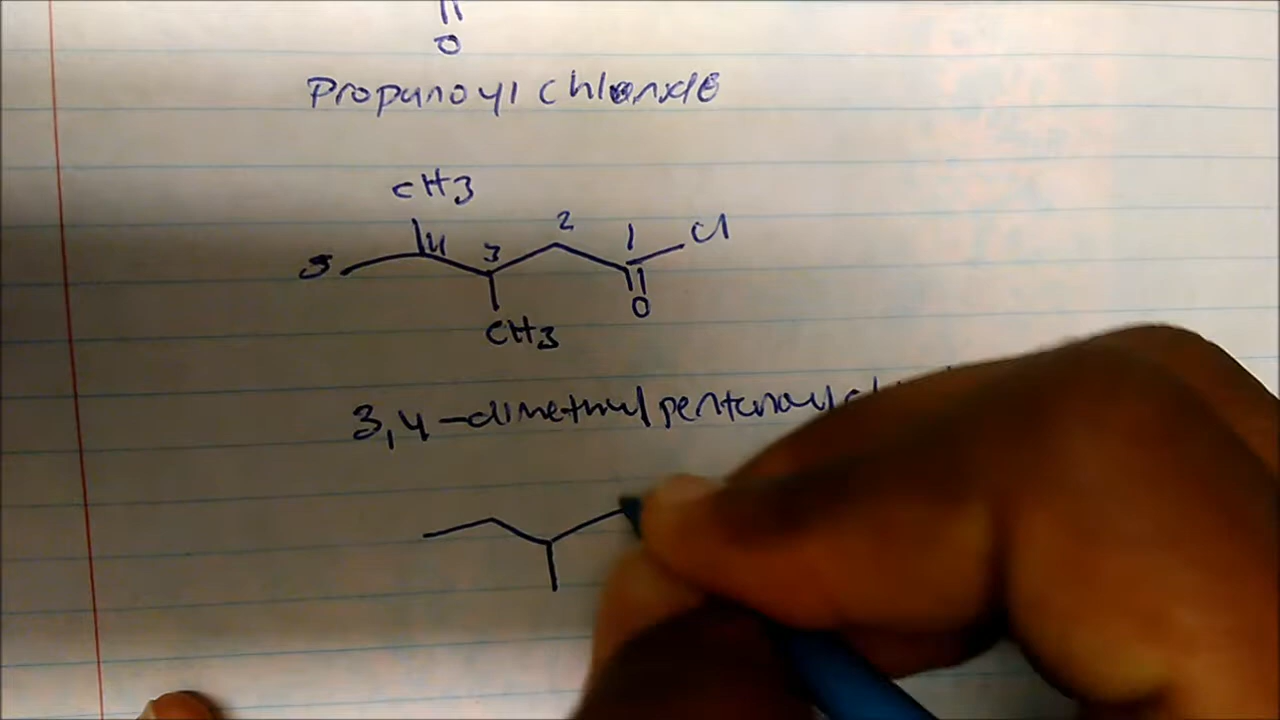 O
Propanoyl chloride
CH3
5 4 3 2 1 Cl
O
CH3
3,4-dimethyl pentanoyl